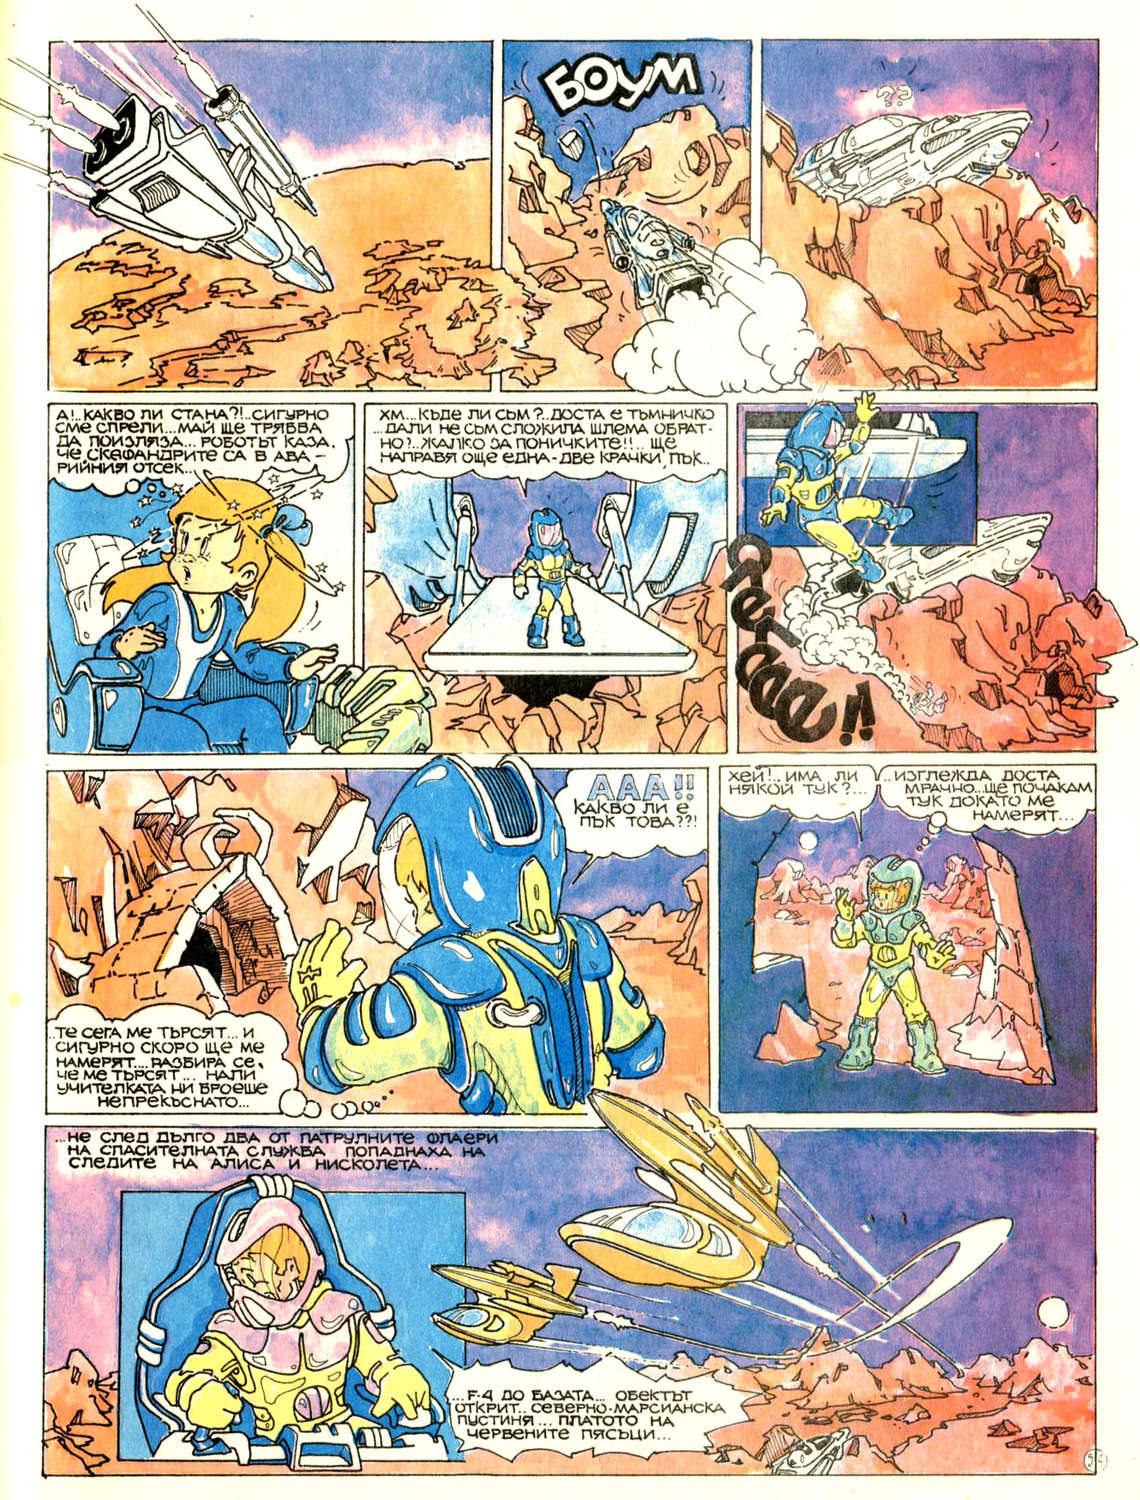 БОУМ
??
А!..КАКВО ЛИ СТАНА?!..СИГУРНО
СМЕ СПРЕЛИ...МАЙ ЩЕ ТРЯБВА
ДА ПОИЗЛЯЗА... РОБОТЪТ КАЗА,
ЧЕ СКАФАНДРИТЕ СА В АВА-
РИЙНИЯ ОТСЕК...
ХМ...КЪДЕ ЛИ СЪМ?..ДОСТА Е ТЪМНИЧКО
...ДАЛИ НЕ СЪМ СЛОЖИЛА ШЛЕМА ОБРАТ-
НО?..ЖАЛКО ЗА ПОНИЧКИТЕ!!.. ЩЕ
НАПРАВЯ ОЩЕ ЕДНА-ДВЕ КРАЧКИ, ПЪК...
ААА!!
КАКВО ЛИ Е
ПЪК ТОВА??!
..ТЕ СЕГА МЕ ТЪРСЯТ... И
СИГУРНО СКОРО ЩЕ МЕ
НАМЕРЯТ....РАЗБИРА СЕ,
ЧЕ МЕ ТЪРСЯТ... НАЛИ
УЧИТЕЛКАТА НИ БРОЕШЕ
НЕПРЕКЪСНАТО...
ХЕЙ!..ИМА ЛИ
НЯКОЙ ТУК?...
..ИЗГЛЕЖДА ДОСТА
МРАЧНО...ЩЕ ПОЧАКАМ
ТУК ДОКАТО МЕ
НАМЕРЯТ...
...НЕ СЛЕД ДЪЛГО ДВА ОТ ПАТРУЛНИТЕ ФЛАЕРИ
НА СПАСИТЕЛНАТА СЛУЖБА ПОПАДНАХА НА
СЛЕДИТЕ НА АЛИСА И НИСКОЛЕТА...
...F-4 ДО БАЗАТА... ОБЕКТЪТ
ОТКРИТ.. СЕВЕРНО-МАРСИАНСКА
ПУСТИНЯ... ПЛАТОТО НА
ЧЕРВЕНИТЕ ПЯСЪЦИ...